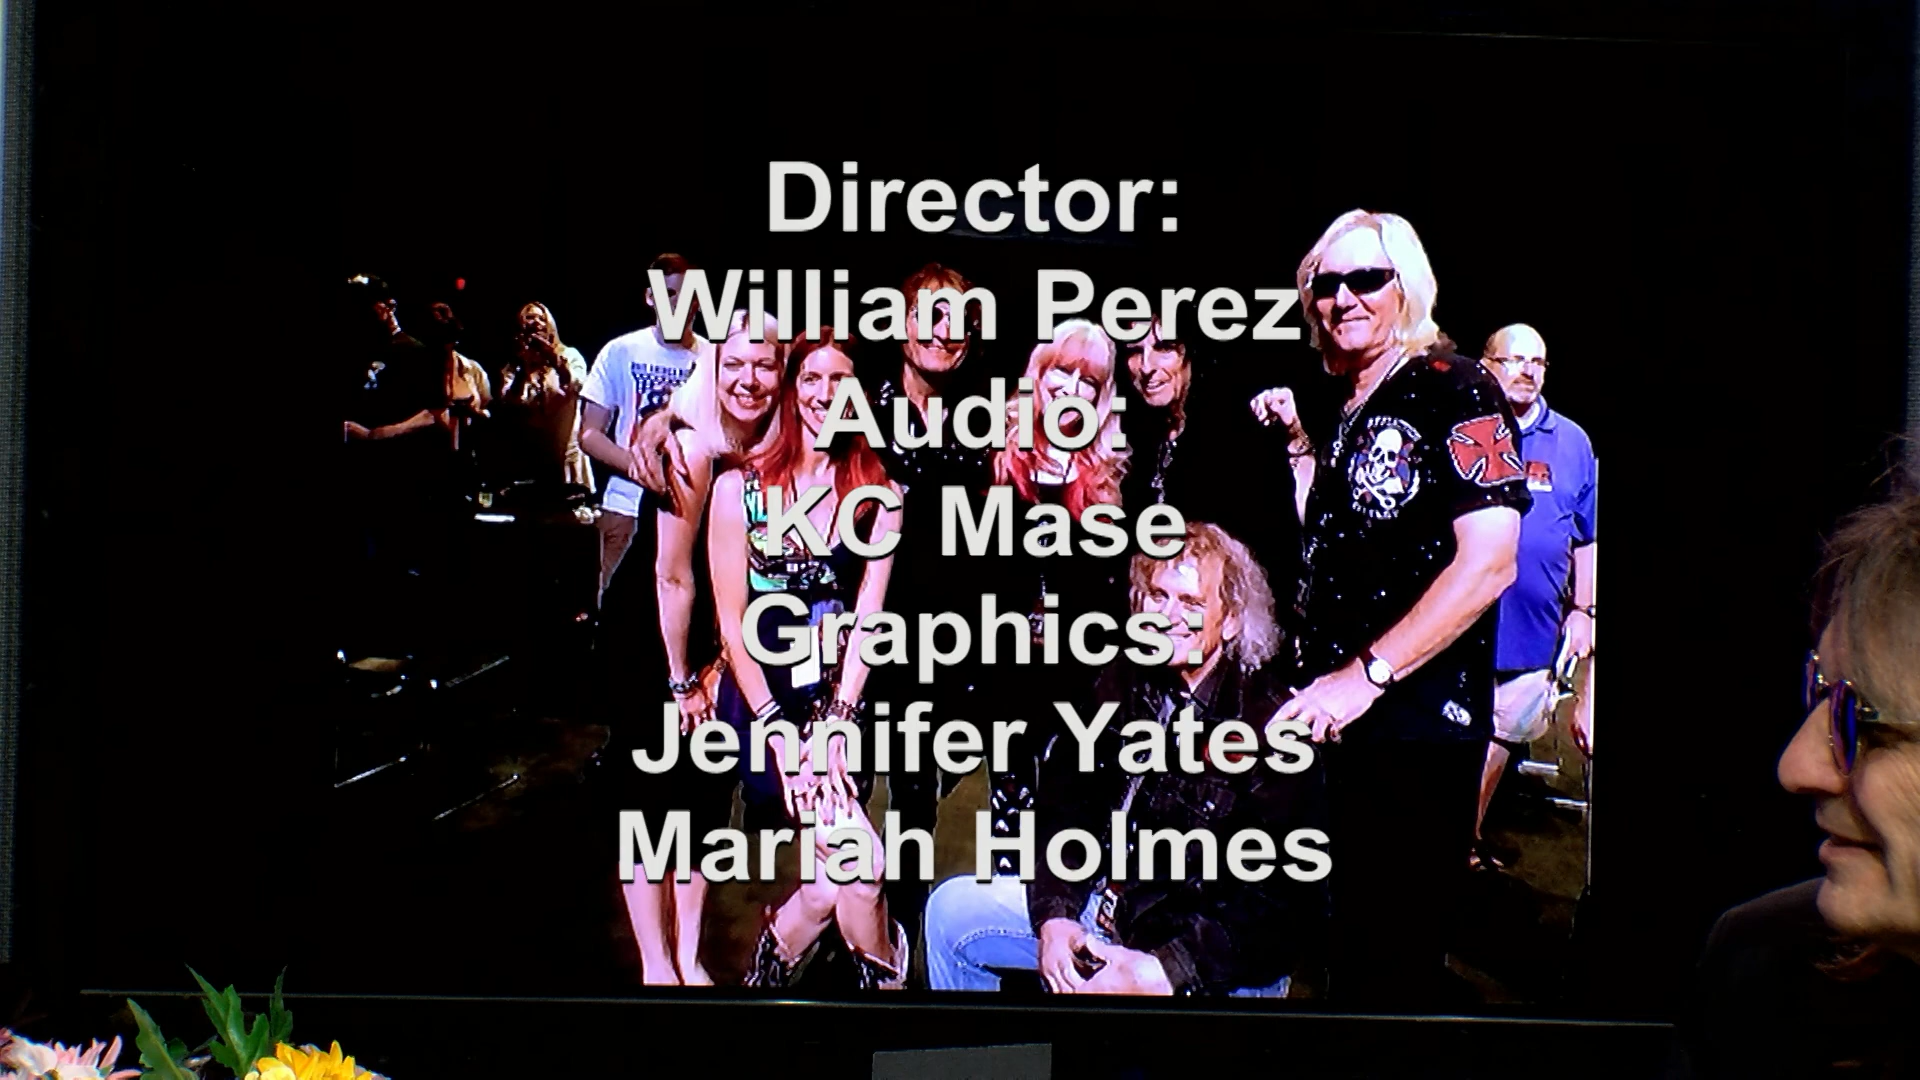 Director:
William Perez
Audio:
KC Mase
Graphics:
Jennifer Yates
Mariah Holmes